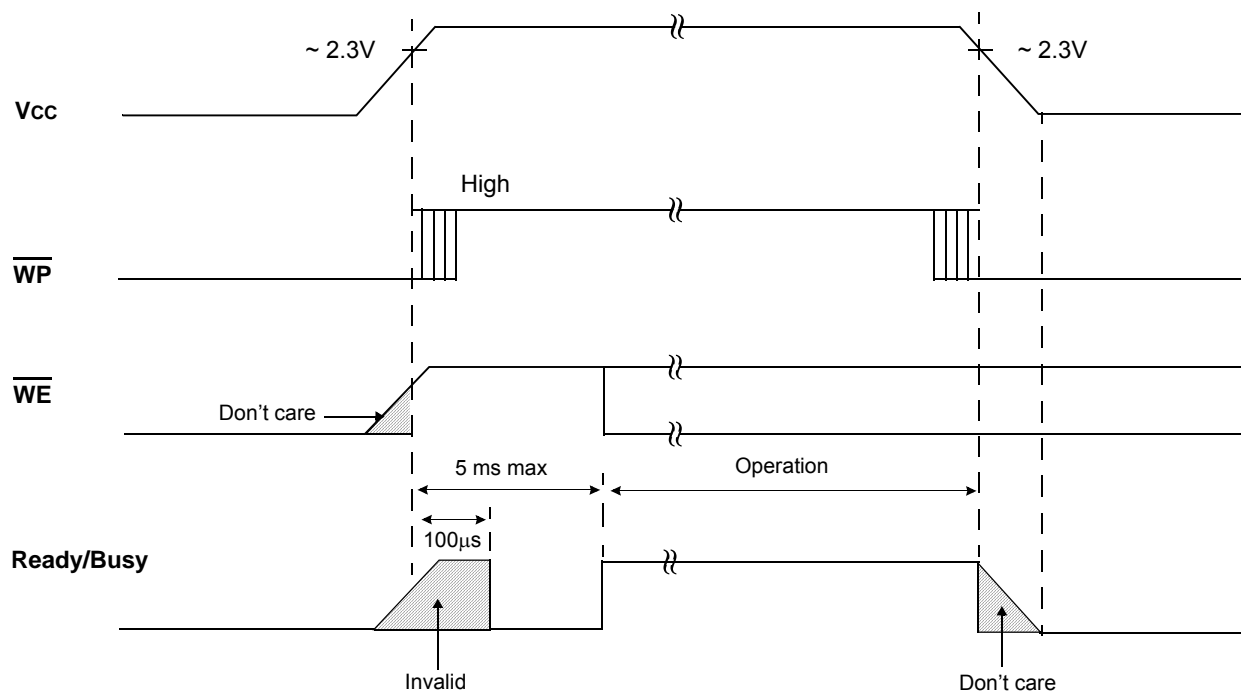 ~ 2.3V
~ 2.3V
Vcc
High
WP
WE
Don't care
5 ms max
Operation
100μs
Ready/Busy
Invalid
Don't care